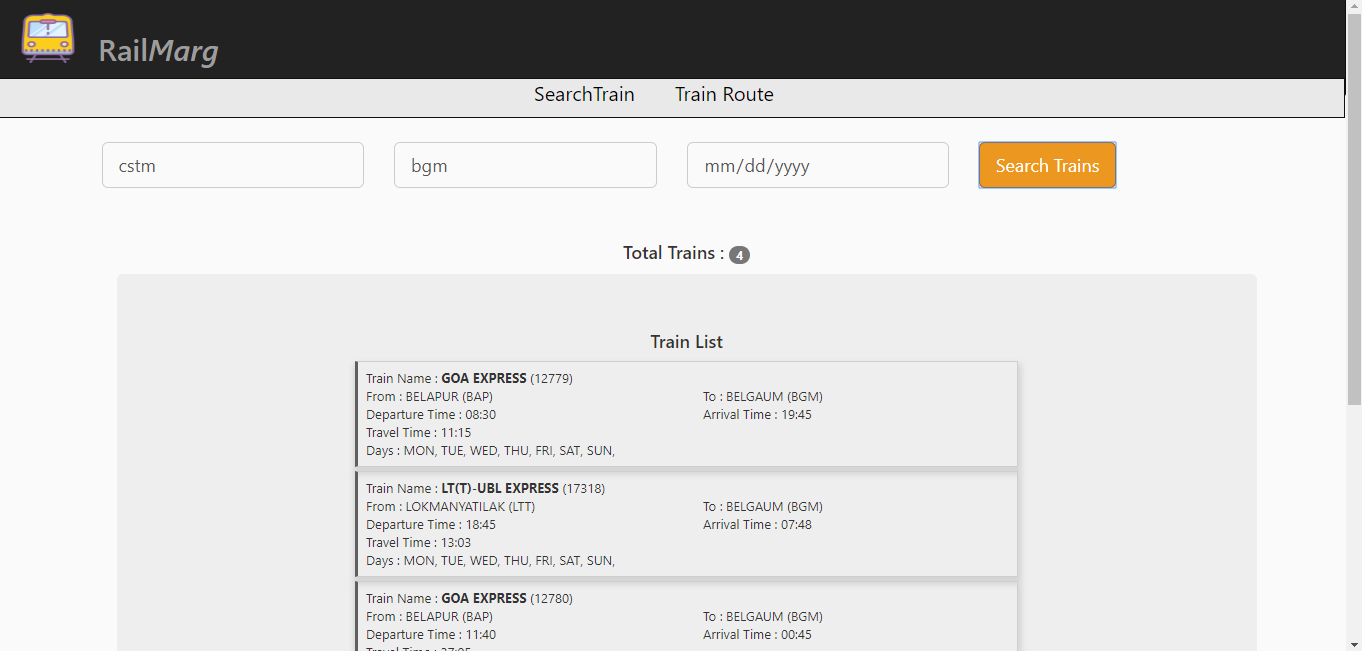 RailMarg
SearchTrain Train Route
cstm bgm mm/dd/yyyy Search Trains
Total Trains : 4
Train List
Train Name : GOA EXPRESS (12779)
From : BELAPUR (BAP) To : BELGAUM (BGM)
Departure Time : 08:30 Arrival Time : 19:45
Travel Time : 11:15
Days : MON, TUE, WED, THU, FRI, SAT, SUN,
Train Name : LT(T)-UBL EXPRESS (17318)
From : LOKMANYATILAK (LTT) To : BELGAUM (BGM)
Departure Time : 18:45 Arrival Time : 07:48
Travel Time : 13:03
Days : MON, TUE, WED, THU, FRI, SAT, SUN,
Train Name : GOA EXPRESS (12780)
From : BELAPUR (BAP) To : BELGAUM (BGM)
Departure Time : 11:40 Arrival Time : 00:45
Travel Time :